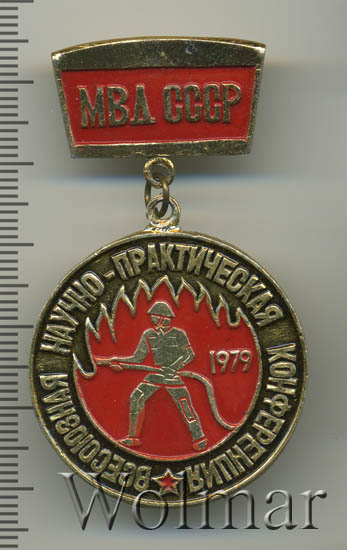 МВД СССР
ВСЕСОЮЗНАЯ НАУЧНО-ПРАКТИЧЕСКАЯ КОНФЕРЕНЦИЯ
1979
Wolmar